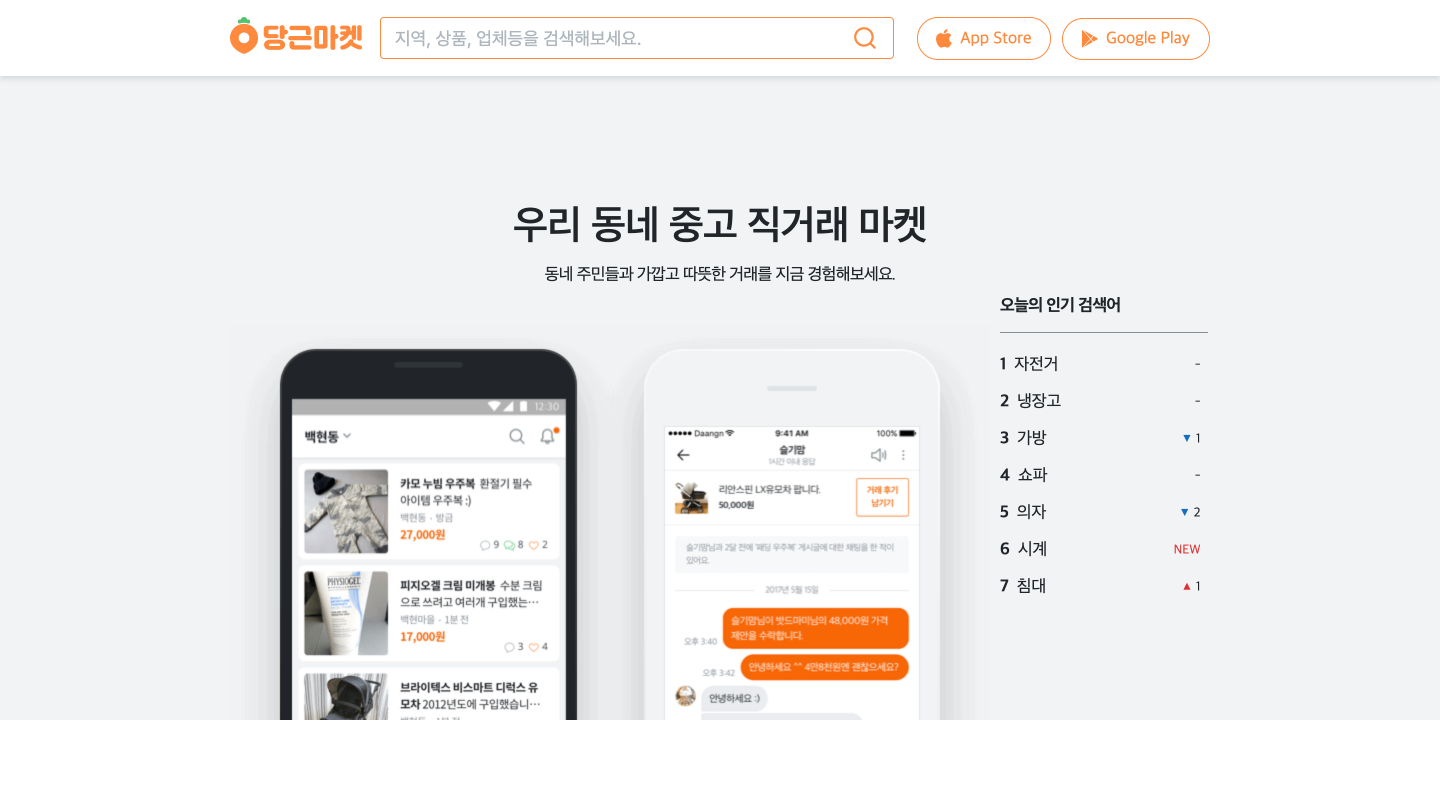 당근마켓
지역, 상품, 업체등을 검색해보세요.
App Store
Google Play
우리 동네 중고 직거래 마켓
동네 주민들과 가깝고 따뜻한 거래를 지금 경험해보세요.
12:30
백현동
카모 누빔 우주복 환절기 필수
아이템 우주복 :)
백현동 · 방금
27,000원
9 8 2
PHYSIOGEL
피지오겔 크림 미개봉 수분 크림
으로 쓰려고 여러개 구입했는…
백현마을 · 1분 전
17,000원
3 4
브라이텍스 비스마트 디럭스 유
모차 2012년도에 구입했습니…
Daangn
9:41 AM
100%
슬기맘
1시간 이내 응답
리안스핀 LX유모차 팝니다.
50,000원
거래 후기
남기기
슬기맘님과 2달 전에 '패딩 우주복' 게시글에 대한 채팅을 한 적이
있어요.
2017년 5월 15일
슬기맘님이 밧드마미님의 48,000원 가격
제안을 수락합니다.
오후 3:40
안녕하세요 ^^ 4만8천원엔 괜찮으세요?
오후 3:42
안녕하세요 :)
오늘의 인기 검색어
1 자전거 -
2 냉장고 -
3 가방 ▼ 1
4 쇼파 -
5 의자 ▼ 2
6 시계 NEW
7 침대 ▲ 1